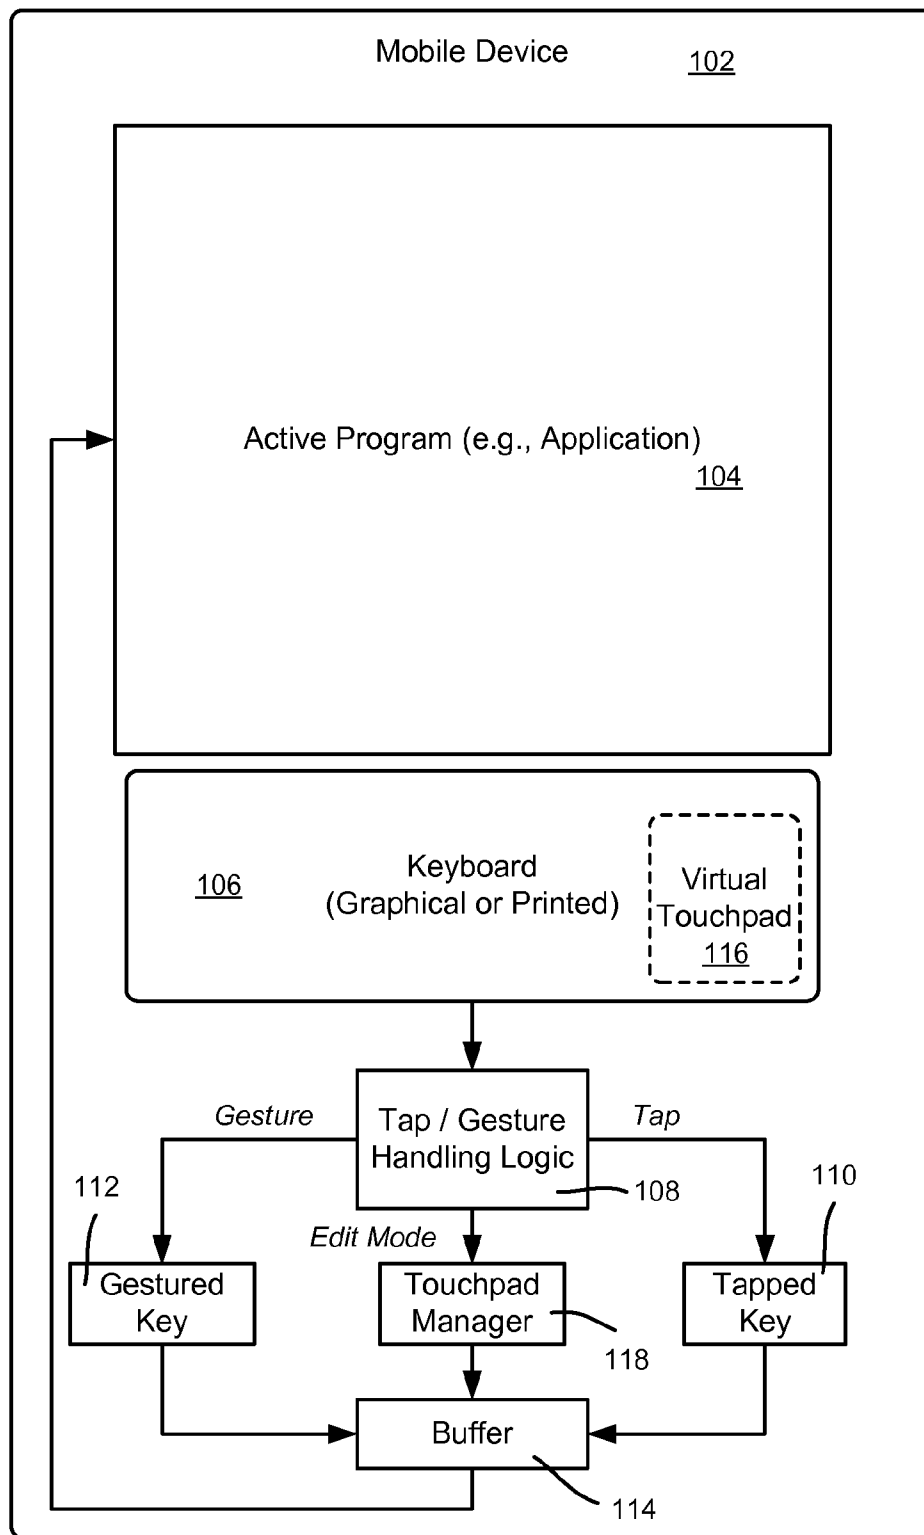 Mobile Device
102
Active Program (e.g., Application)
104
106
Keyboard
(Graphical or Printed)
Virtual
Touchpad
116
Gesture
Tap / Gesture
Handling Logic
Tap
108
112
110
Edit Mode
Gestured
Key
Touchpad
Manager
Tapped
Key
118
Buffer
114